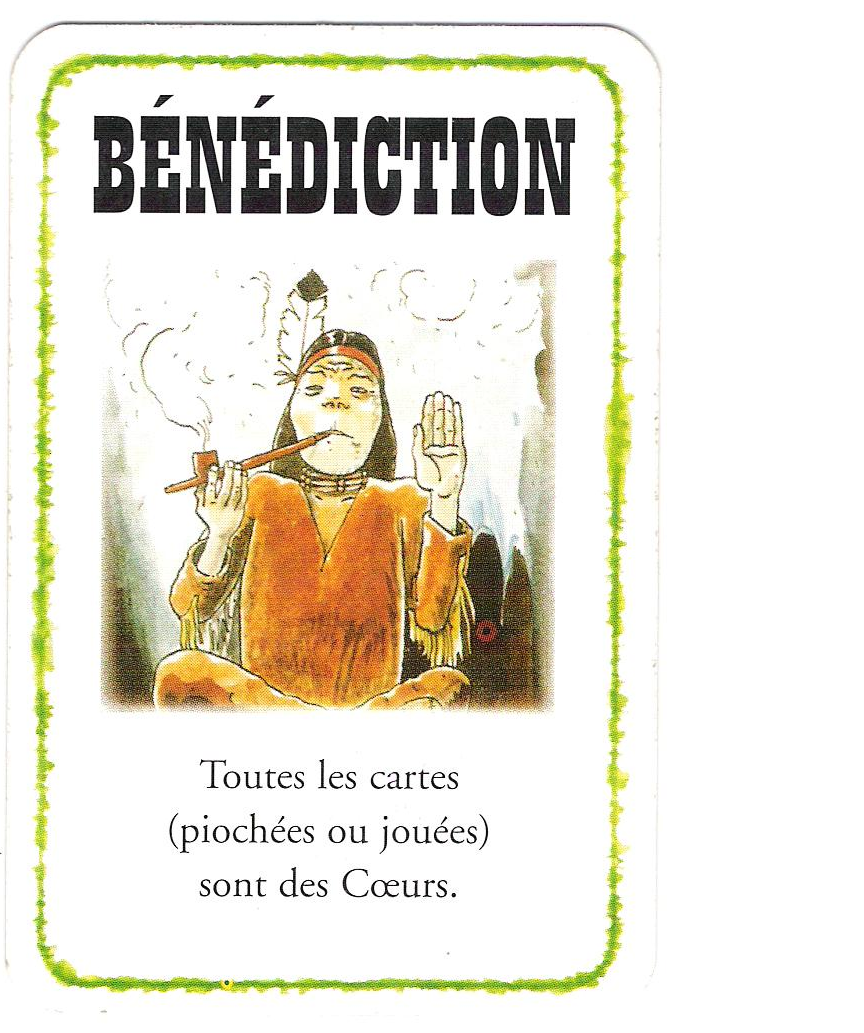 BÉNÉDICTION
Toutes les cartes
(piochées ou jouées)
sont des Cœurs.